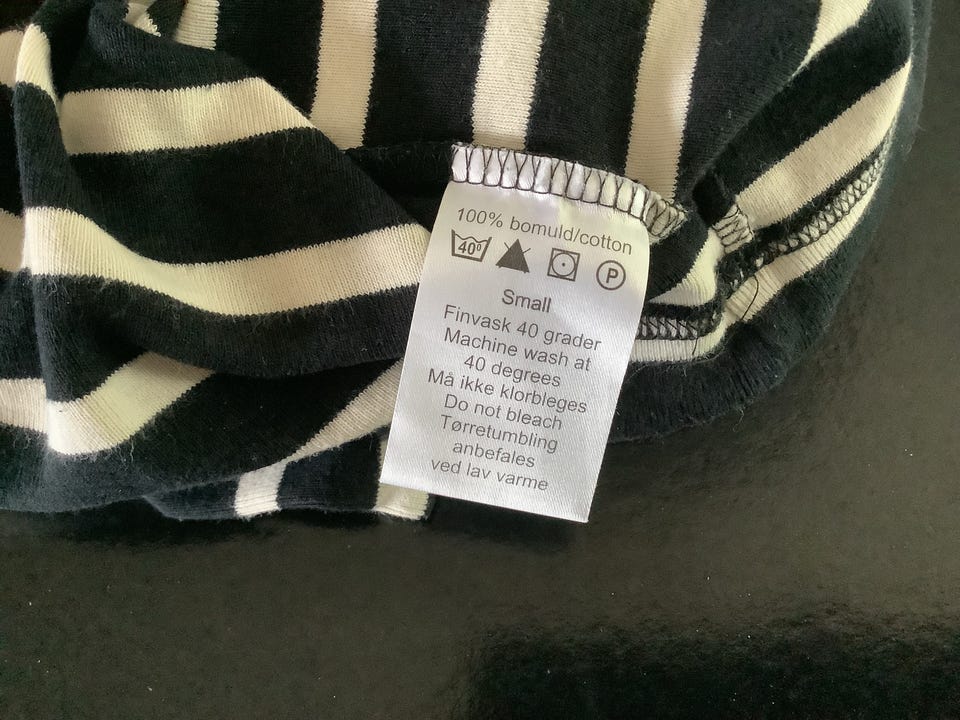 100% bomuld/cotton
40° P
Small
Finvask 40 grader
Machine wash at
40 degrees
Må ikke klorbleges
Do not bleach
Tørretumbling
anbefales
ved lav varme